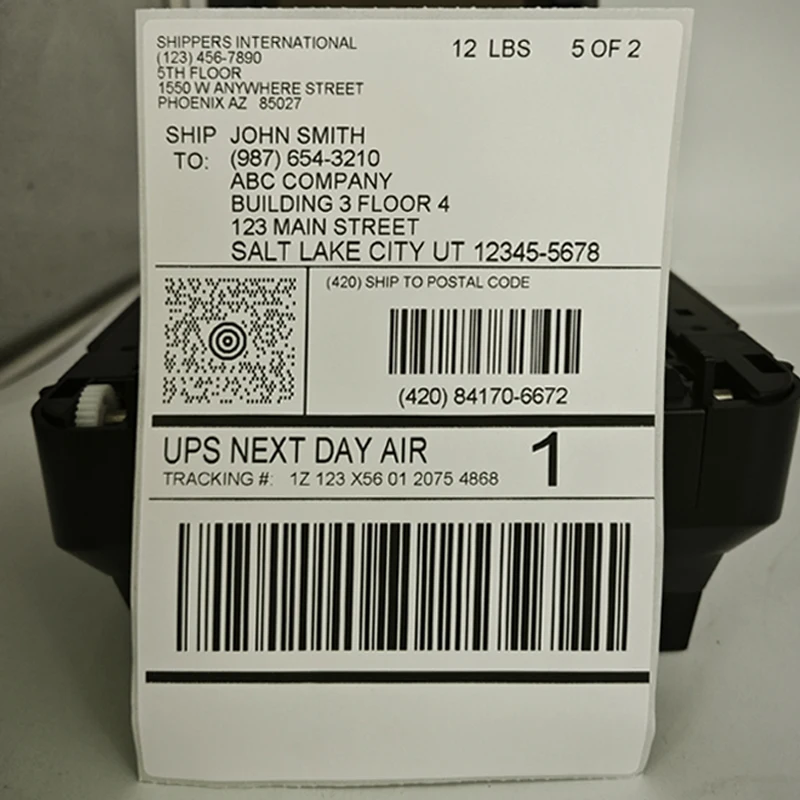 SHIPPERS INTERNATIONAL
(123) 456-7890
5TH FLOOR
1550 W ANYWHERE STREET
PHOENIX AZ 85027
12 LBS 5 OF 2
SHIP TO: JOHN SMITH
(987) 654-3210
ABC COMPANY
BUILDING 3 FLOOR 4
123 MAIN STREET
SALT LAKE CITY UT 12345-5678
(420) SHIP TO POSTAL CODE
(420) 84170-6672
UPS NEXT DAY AIR 1
TRACKING #: 1Z 123 X56 01 2075 4868